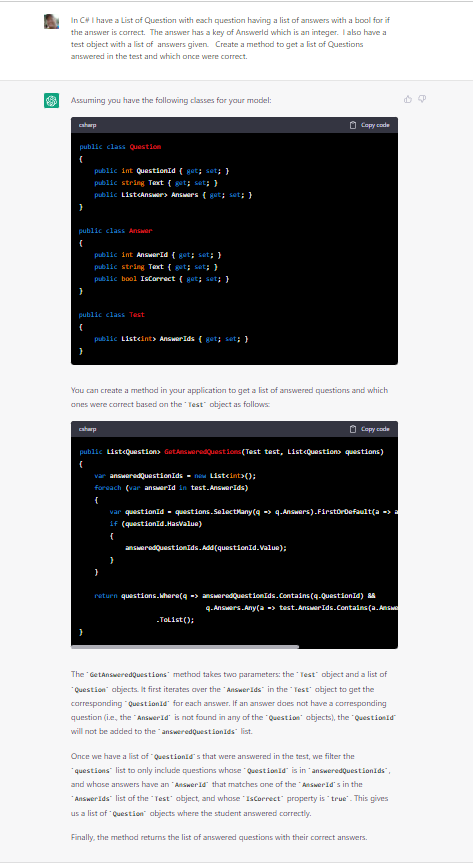 In C# I have a List of Question with each question having a list of answers with a bool for if
the answer is correct.  The answer has a key of AnswerId which is an integer.  I also have a
test object with a list of  answers given.   Create a method to get a list of Questions
answered in the test and which once were correct.
Assuming you have the following classes for your model:
csharp
Copy code
public class Question
{
    public int QuestionId { get; set; }
    public string Text { get; set; }
    public List<Answer> Answers { get; set; }
}
public class Answer
{
    public int AnswerId { get; set; }
    public string Text { get; set; }
    public bool IsCorrect { get; set; }
}
public class Test
{
    public List<int> AnswerIds { get; set; }
}
You can create a method in your application to get a list of answered questions and which
ones were correct based on the `Test` object as follows:
csharp
Copy code
public List<Question> GetAnsweredQuestions(Test test, List<Question> questions)
{
    var answeredQuestionIds = new List<int>();
    foreach (var answerId in test.AnswerIds)
    {
        var questionId = questions.SelectMany(q => q.Answers).FirstOrDefault(a => a
        if (questionId.HasValue)
        {
            answeredQuestionIds.Add(questionId.Value);
        }
    }
    return questions.Where(q => answeredQuestionIds.Contains(q.QuestionId) &&
                                q.Answers.Any(a => test.AnswerIds.Contains(a.Answe
                    .ToList();
}
The `GetAnsweredQuestions` method takes two parameters: the `Test` object and a list of
`Question` objects. It first iterates over the `AnswerIds` in the `Test` object to get the
corresponding `QuestionId` for each answer. If an answer does not have a corresponding
question (i.e., the `AnswerId` is not found in any of the `Question` objects), the `QuestionId`
will not be added to the `answeredQuestionIds` list.
Once we have a list of `QuestionId`s that were answered in the test, we filter the
`questions` list to only include questions whose `QuestionId` is in `answeredQuestionIds`,
and whose answers have an `AnswerId` that matches one of the `AnswerId`s in the
`AnswerIds` list of the `Test` object, and whose `IsCorrect` property is `true`. This gives
us a list of `Question` objects where the student answered correctly.
Finally, the method returns the list of answered questions with their correct answers.